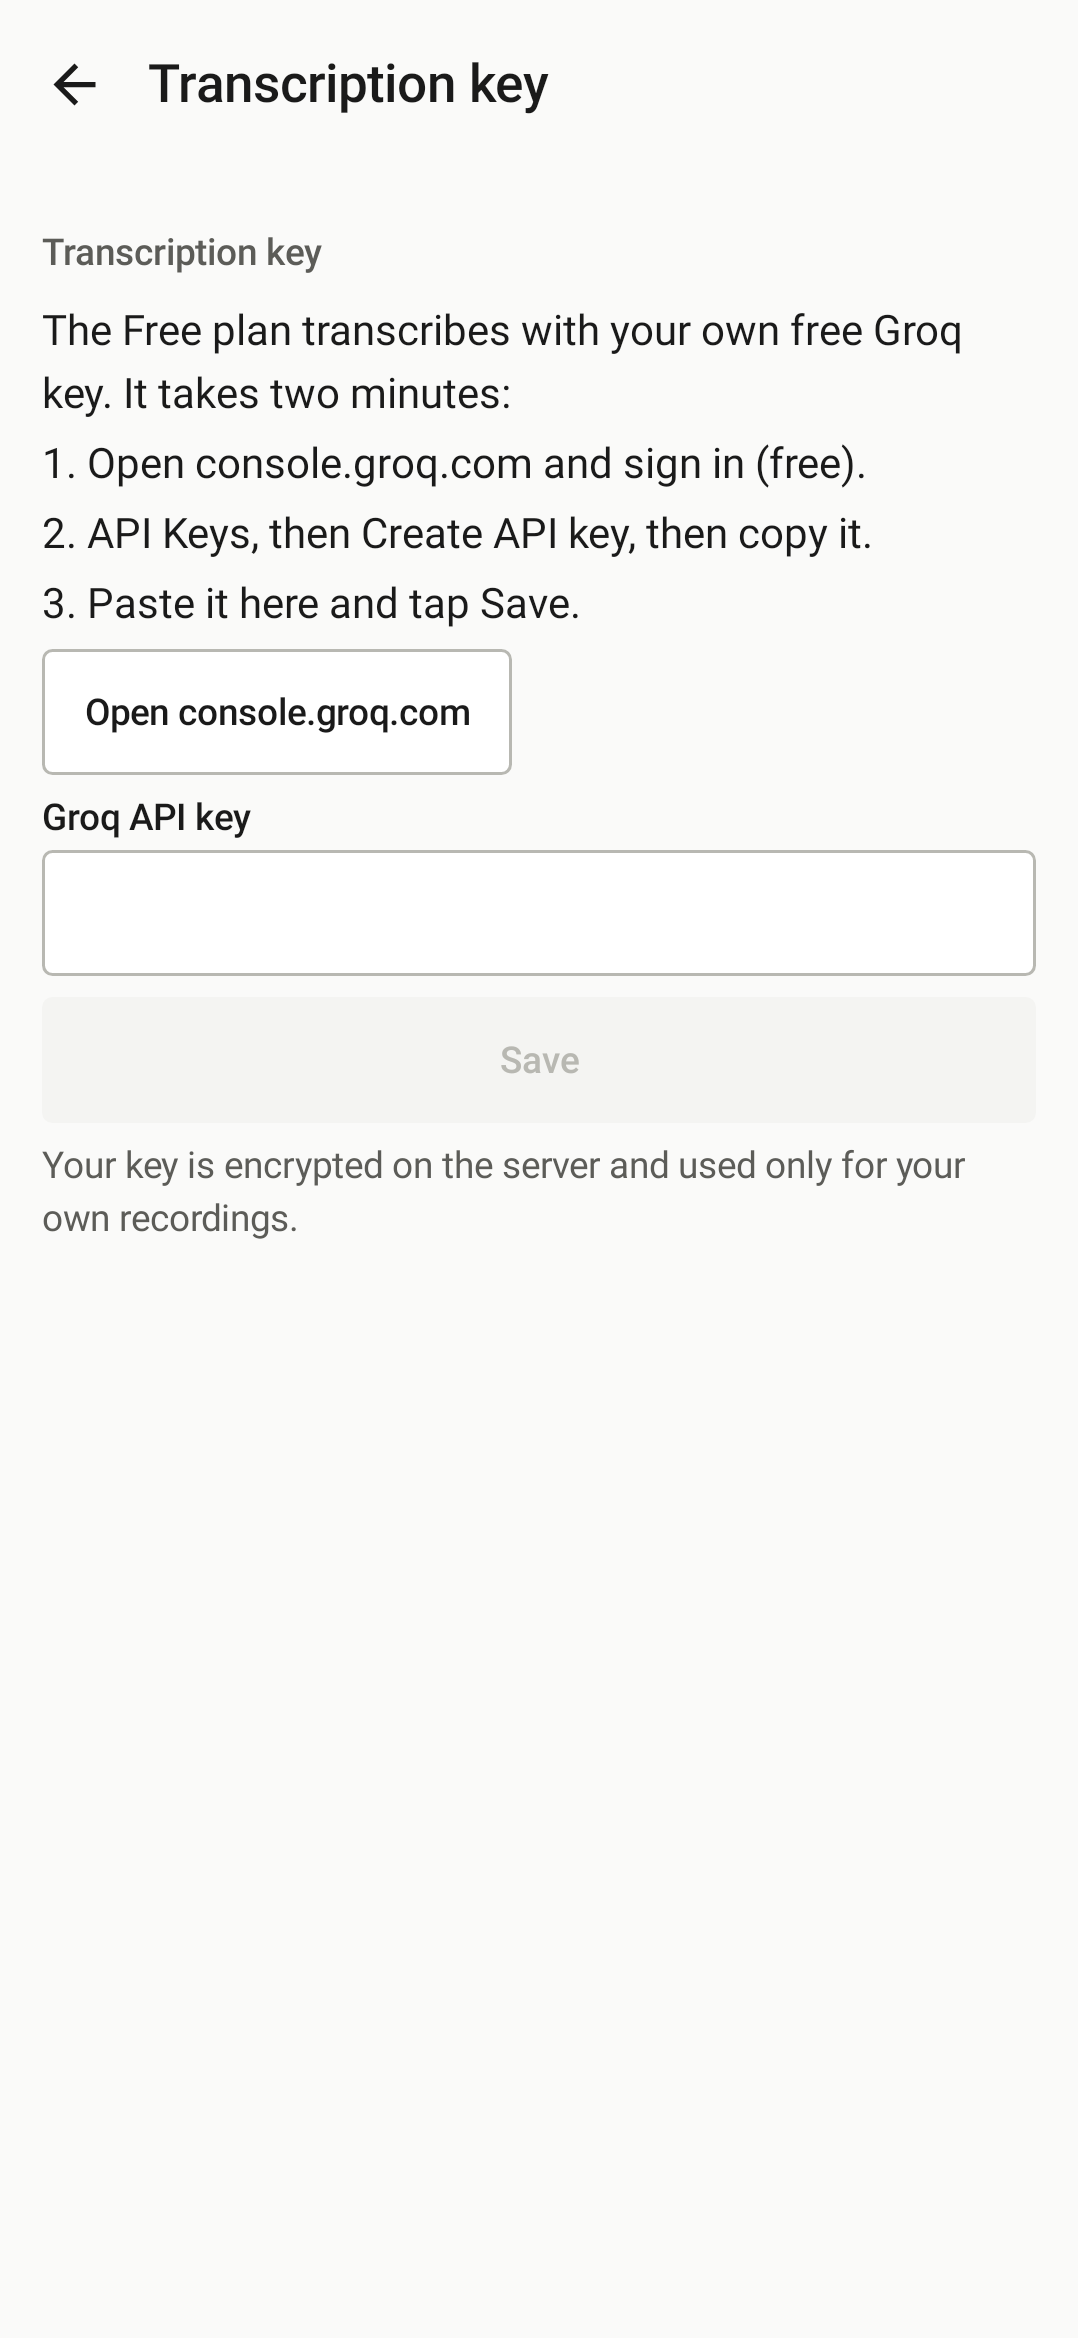 Transcription key
Transcription key
The Free plan transcribes with your own free Groq
key. It takes two minutes:
1. Open console.groq.com and sign in (free).
2. API Keys, then Create API key, then copy it.
3. Paste it here and tap Save.
Open console.groq.com
Groq API key
Save
Your key is encrypted on the server and used only for your
own recordings.